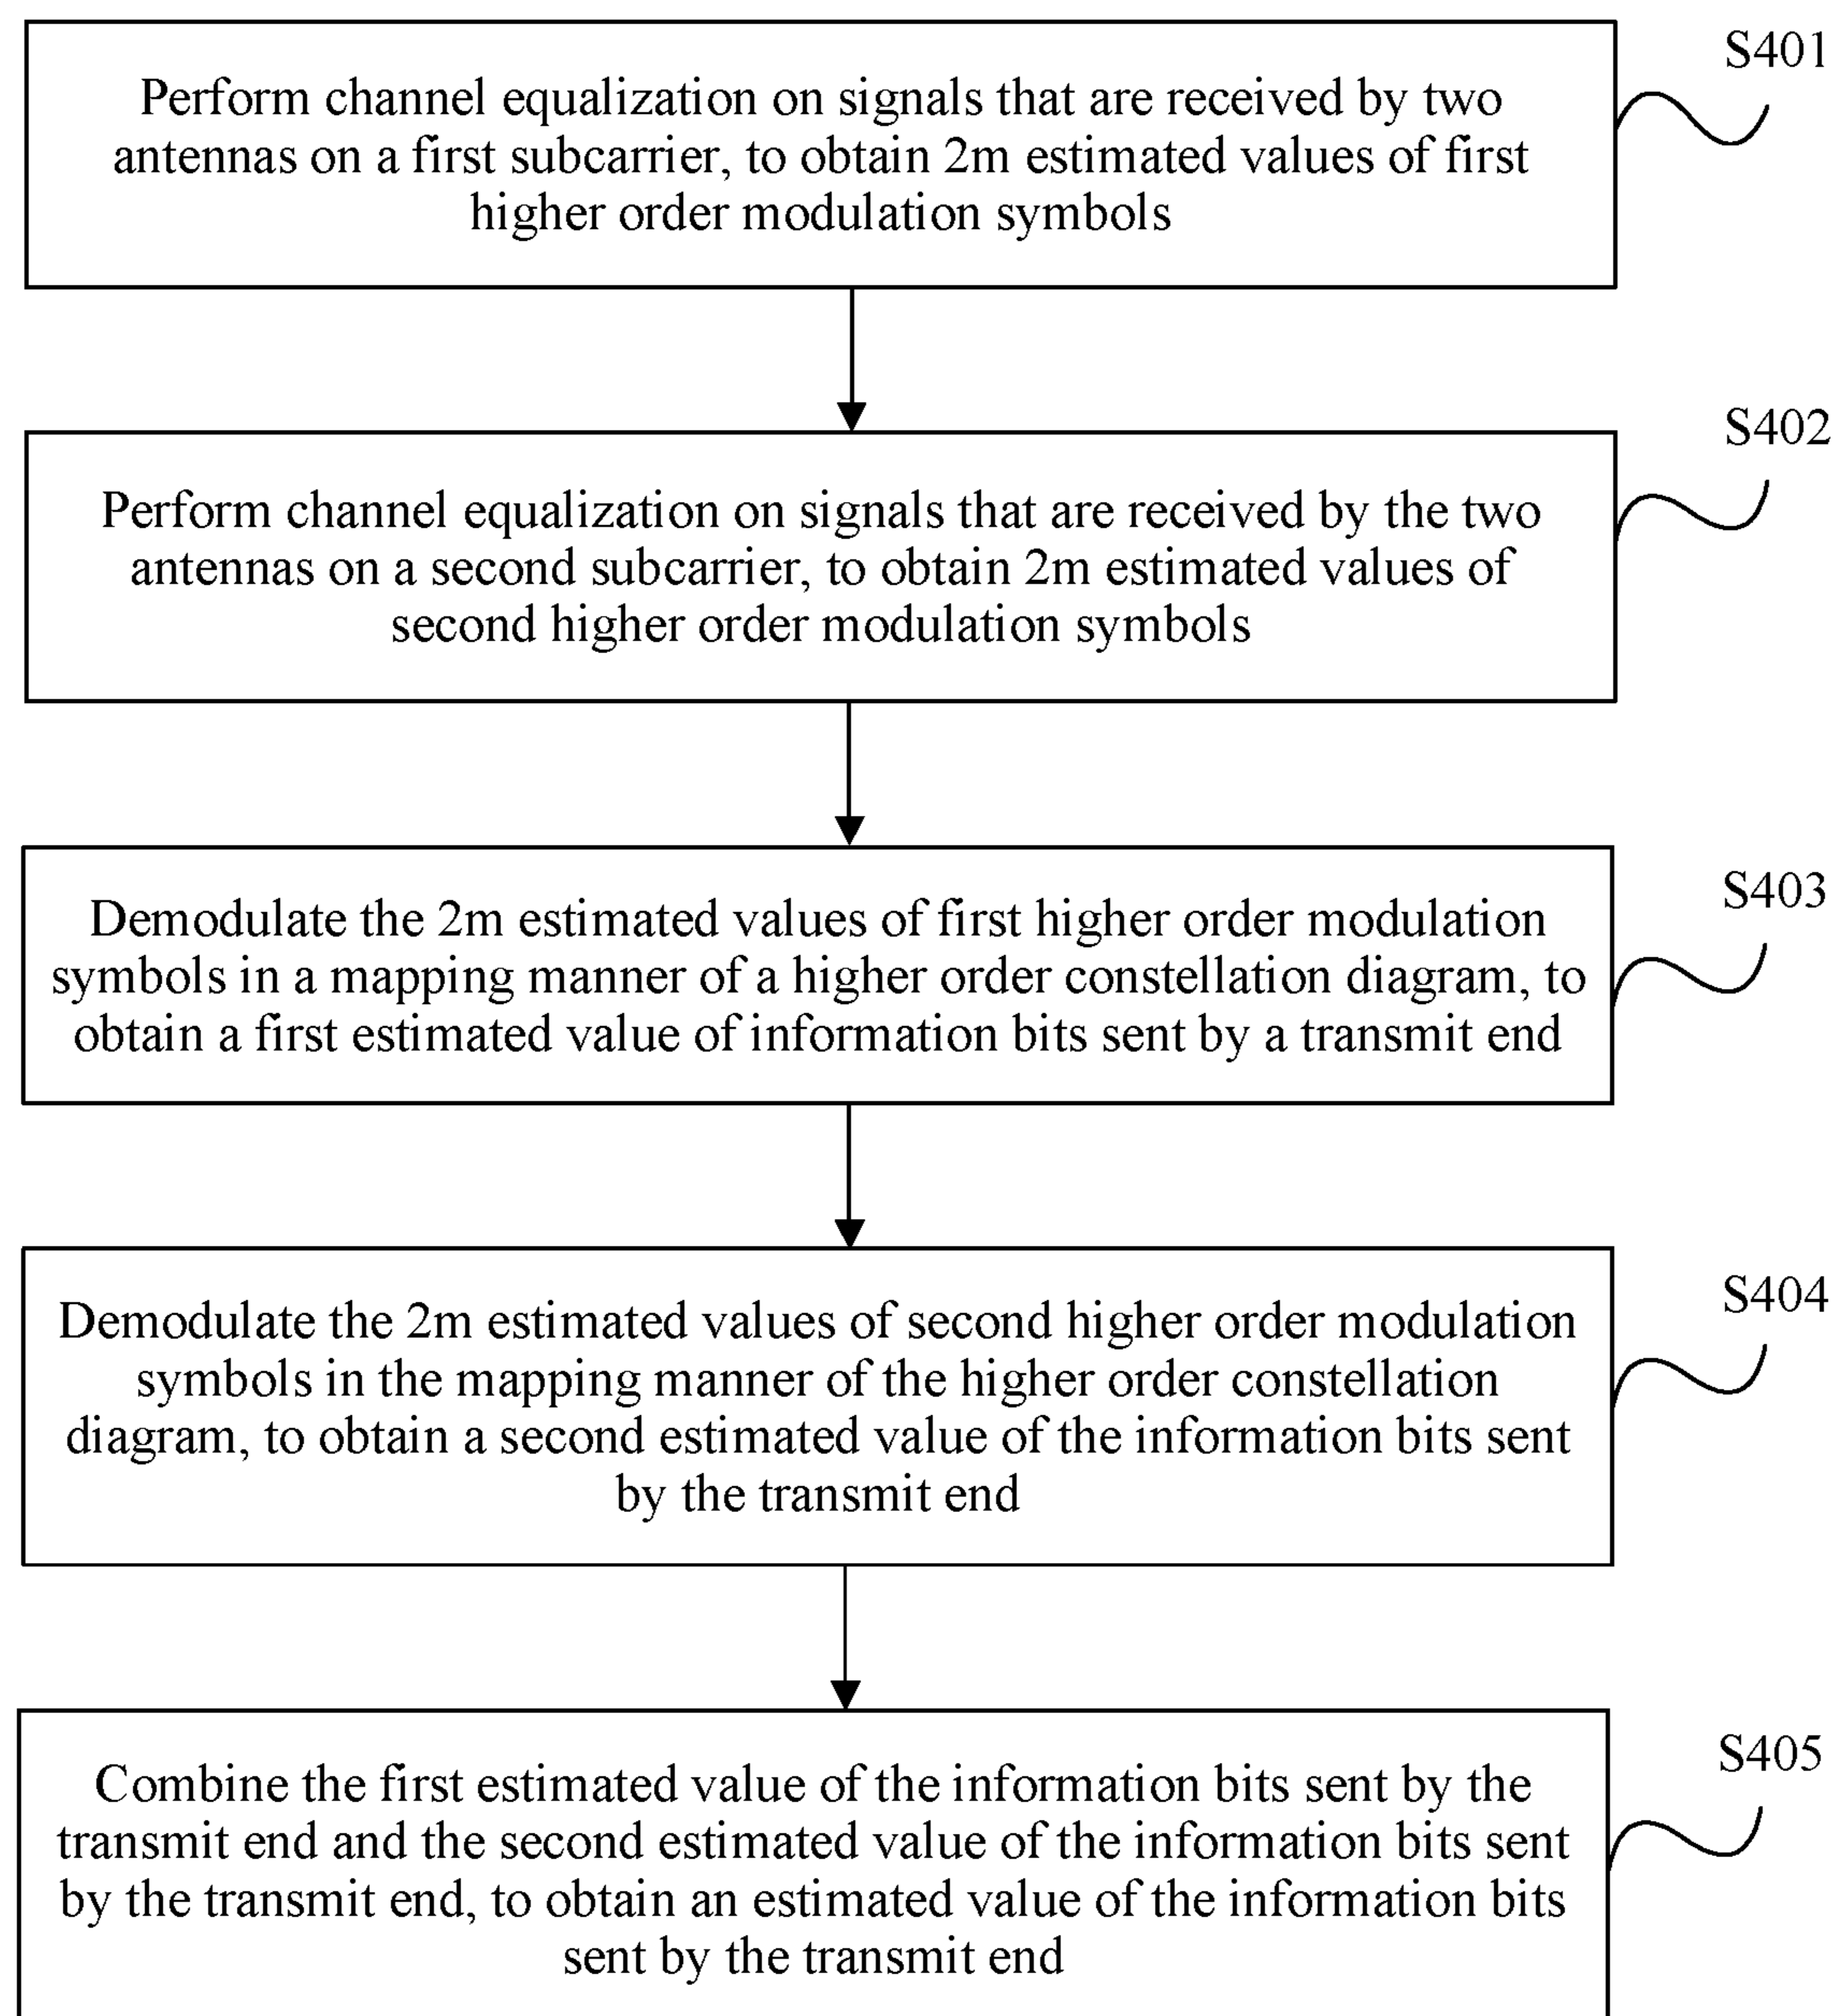 S401
Perform channel equalization on signals that are received by two
antennas on a first subcarrier, to obtain 2m estimated values of first
higher order modulation symbols
S402
Perform channel equalization on signals that are received by the two
antennas on a second subcarrier, to obtain 2m estimated values of
second higher order modulation symbols
S403
Demodulate the 2m estimated values of first higher order modulation
symbols in a mapping manner of a higher order constellation diagram, to
obtain a first estimated value of information bits sent by a transmit end
S404
Demodulate the 2m estimated values of second higher order modulation
symbols in the mapping manner of the higher order constellation
diagram, to obtain a second estimated value of the information bits sent
by the transmit end
S405
Combine the first estimated value of the information bits sent by the
transmit end and the second estimated value of the information bits sent
by the transmit end, to obtain an estimated value of the information bits
sent by the transmit end